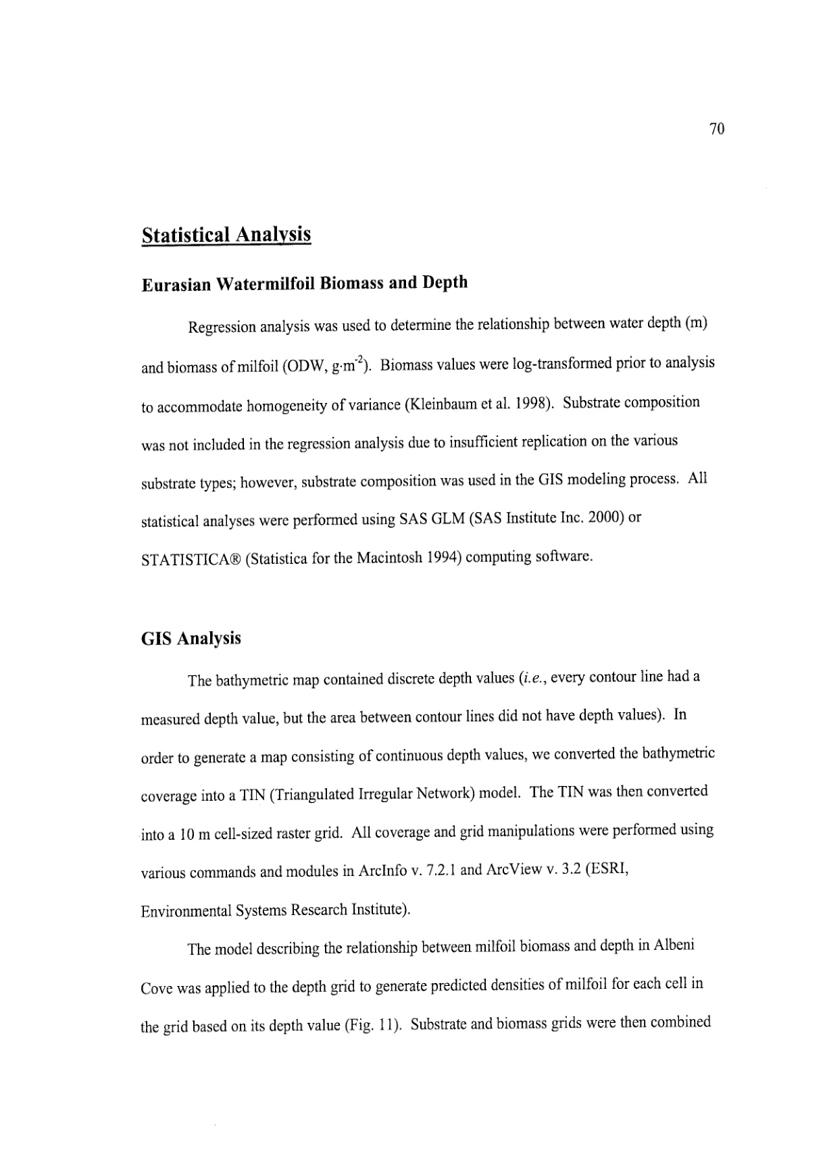 70
Statistical Analysis
Eurasian Watermilfoil Biomass and Depth
Regression analysis was used to determine the relationship between water depth (m)
and biomass of milfoil (ODW, g·m⁻²).  Biomass values were log-transformed prior to analysis
to accommodate homogeneity of variance (Kleinbaum et al. 1998).  Substrate composition
was not included in the regression analysis due to insufficient replication on the various
substrate types; however, substrate composition was used in the GIS modeling process.  All
statistical analyses were performed using SAS GLM (SAS Institute Inc. 2000) or
STATISTICA® (Statistica for the Macintosh 1994) computing software.
GIS Analysis
The bathymetric map contained discrete depth values (i.e., every contour line had a
measured depth value, but the area between contour lines did not have depth values).  In
order to generate a map consisting of continuous depth values, we converted the bathymetric
coverage into a TIN (Triangulated Irregular Network) model.  The TIN was then converted
into a 10 m cell-sized raster grid.  All coverage and grid manipulations were performed using
various commands and modules in ArcInfo v. 7.2.1 and ArcView v. 3.2 (ESRI,
Environmental Systems Research Institute).
The model describing the relationship between milfoil biomass and depth in Albeni
Cove was applied to the depth grid to generate predicted densities of milfoil for each cell in
the grid based on its depth value (Fig. 11).  Substrate and biomass grids were then combined